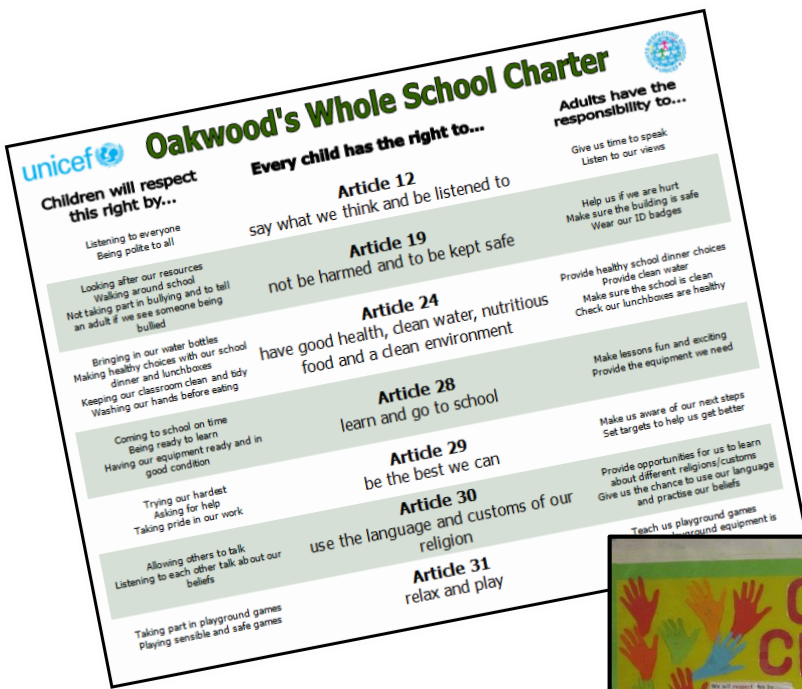 unicef
Oakwood's Whole School Charter
Children will respect
this right by...
Every child has the right to...
Adults have the
responsibility to...
Listening to everyone
Being polite to all
Article 12
say what we think and be listened to
Give us time to speak
Listen to our views
Looking after our resources
Walking around school
Not taking part in bullying and to tell
an adult if we see someone being
bullied
Article 19
not be harmed and to be kept safe
Help us if we are hurt
Make sure the building is safe
Wear our ID badges
Bringing in our water bottles
Making healthy choices with our school
dinner and lunchboxes
Keeping our classroom clean and tidy
Washing our hands before eating
Article 24
have good health, clean water, nutritious
food and a clean environment
Provide healthy school dinner choices
Provide clean water
Make sure the school is clean
Check our lunchboxes are healthy
Coming to school on time
Being ready to learn
Having our equipment ready and in
good condition
Article 28
learn and go to school
Make lessons fun and exciting
Provide the equipment we need
Trying our hardest
Asking for help
Taking pride in our work
Article 29
be the best we can
Make us aware of our next steps
Set targets to help us get better
Allowing others to talk
Listening to each other talk about our
beliefs
Article 30
use the language and customs of our
religion
Provide opportunities for us to learn
about different religions/customs
Give us the chance to use our language
and practise our beliefs
Taking part in playground games
Playing sensible and safe games
Article 31
relax and play
Teach us playground games
equipment is